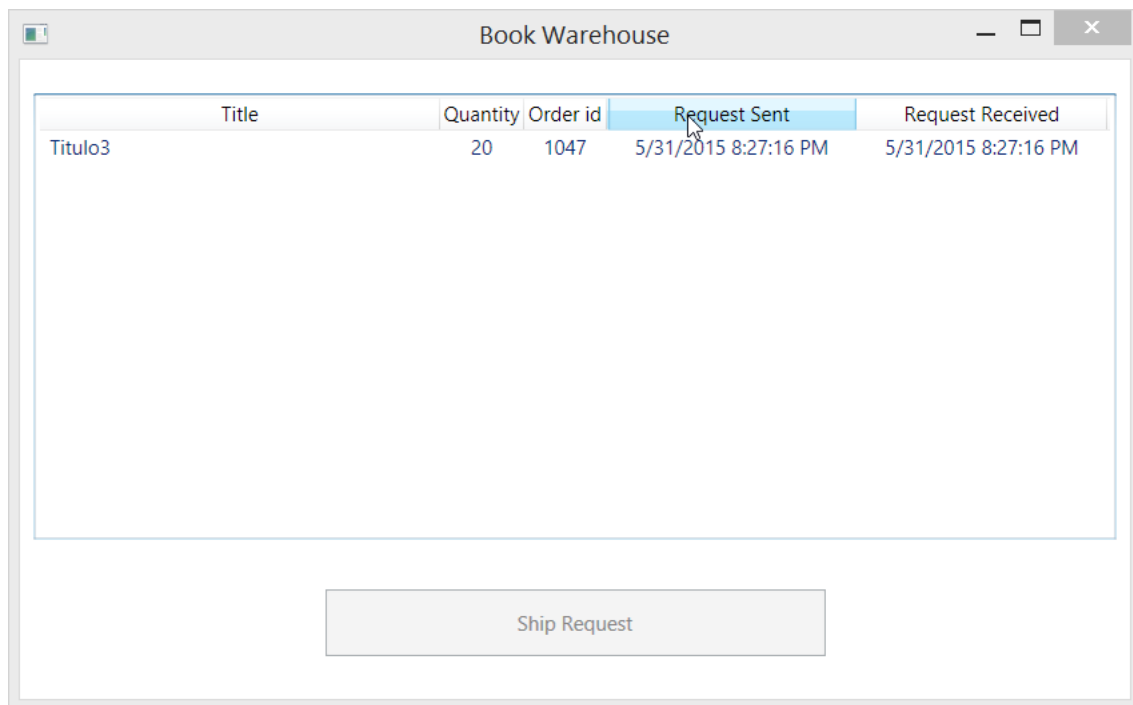 Book Warehouse
Title Quantity Order id Request Sent Request Received
Titulo3 20 1047 5/31/2015 8:27:16 PM 5/31/2015 8:27:16 PM
Ship Request